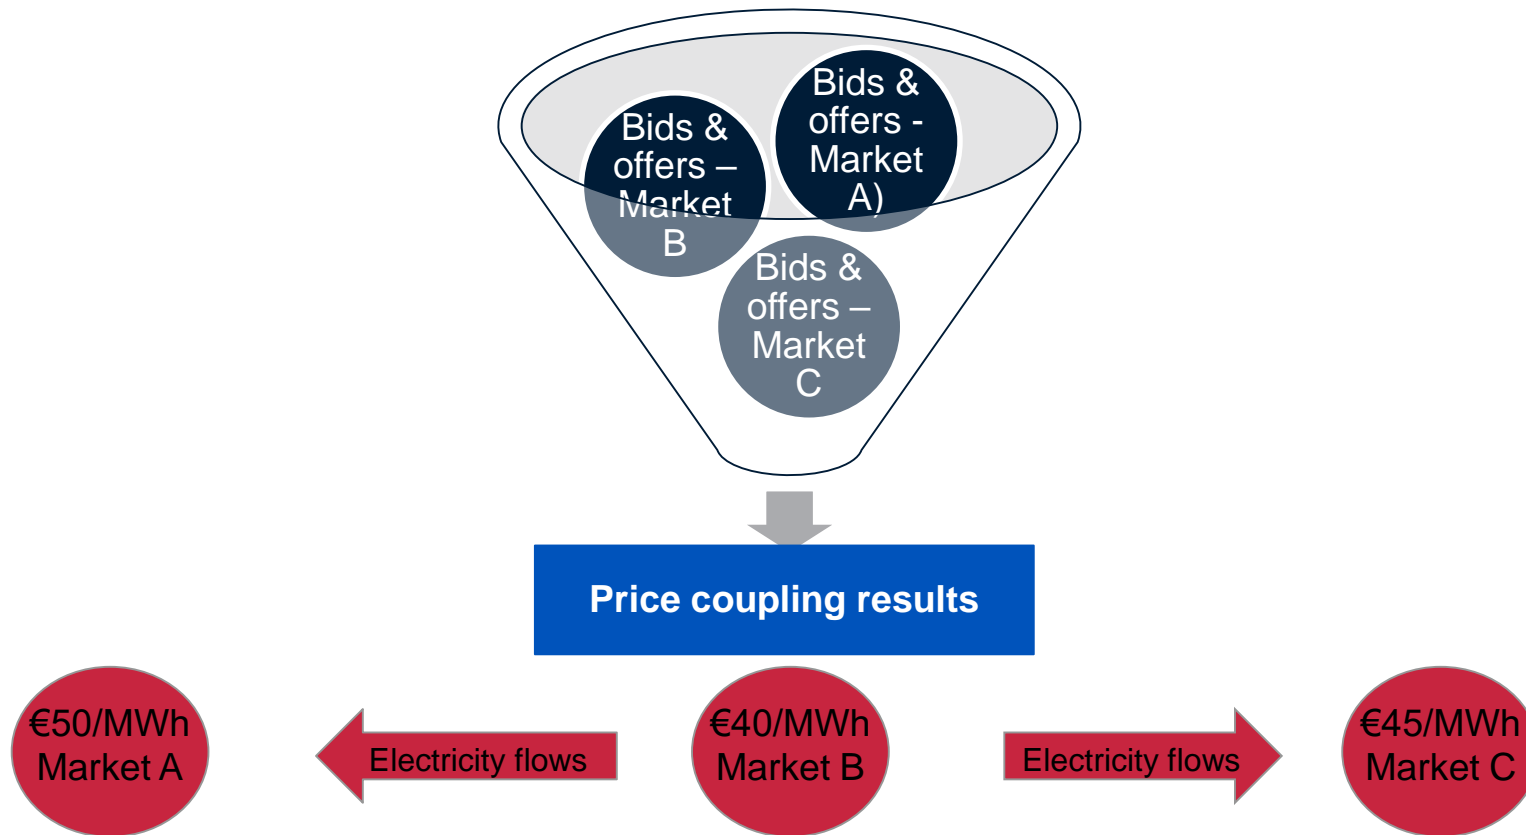 Bids &
offers -
Market
A)
Bids &
offers –
Market
B
Bids &
offers –
Market
C
Price coupling results
€50/MWh
Market A
Electricity flows
€40/MWh
Market B
Electricity flows
€45/MWh
Market C